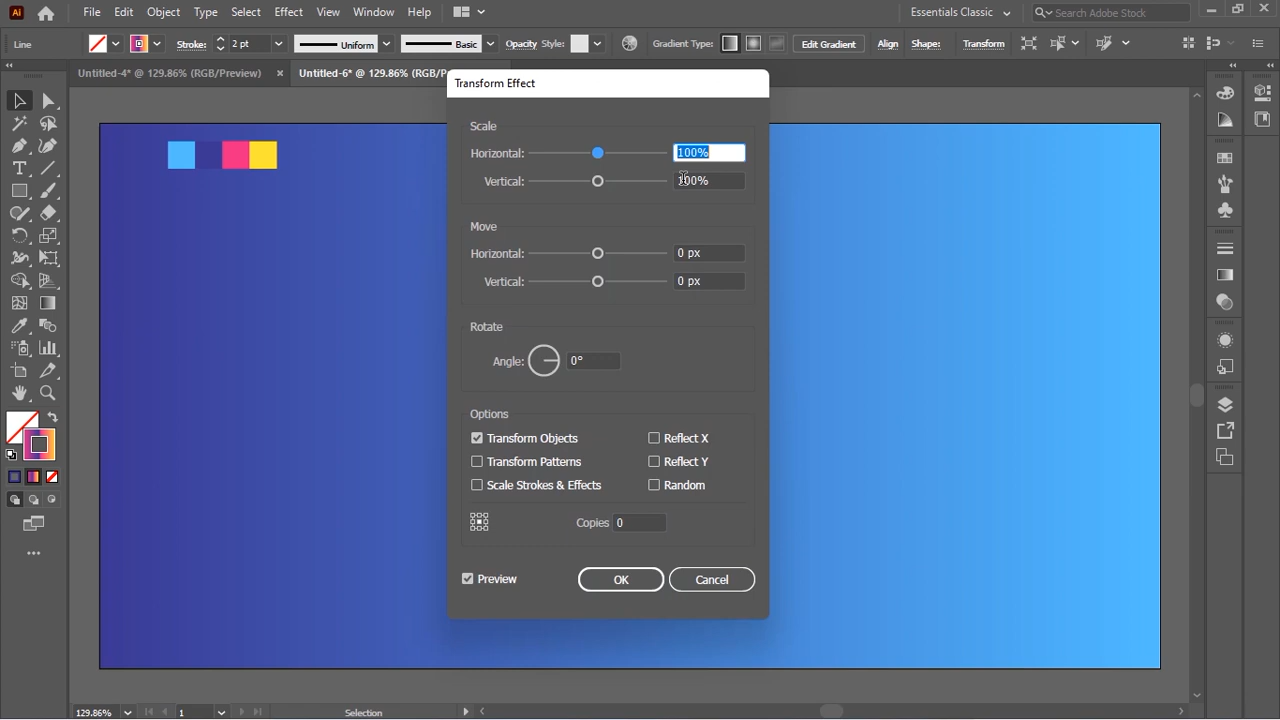 Ai File Edit Object Type Select Effect View Window Help Essentials Classic Search Adobe Stock
Line Stroke: 2 pt Uniform Basic Opacity Style: Gradient Type: Edit Gradient Align Shape: Transform
Untitled-4* @ 129.86% (RGB/Preview) × Untitled-6* @ 129.86% (RGB/P
Transform Effect
Scale
Horizontal: 100%
Vertical: 100%
Move
Horizontal: 0 px
Vertical: 0 px
Rotate
Angle: 0°
Options
Transform Objects Reflect X
Transform Patterns Reflect Y
Scale Strokes & Effects Random
Copies 0
Preview OK Cancel
129.86% 1 Selection